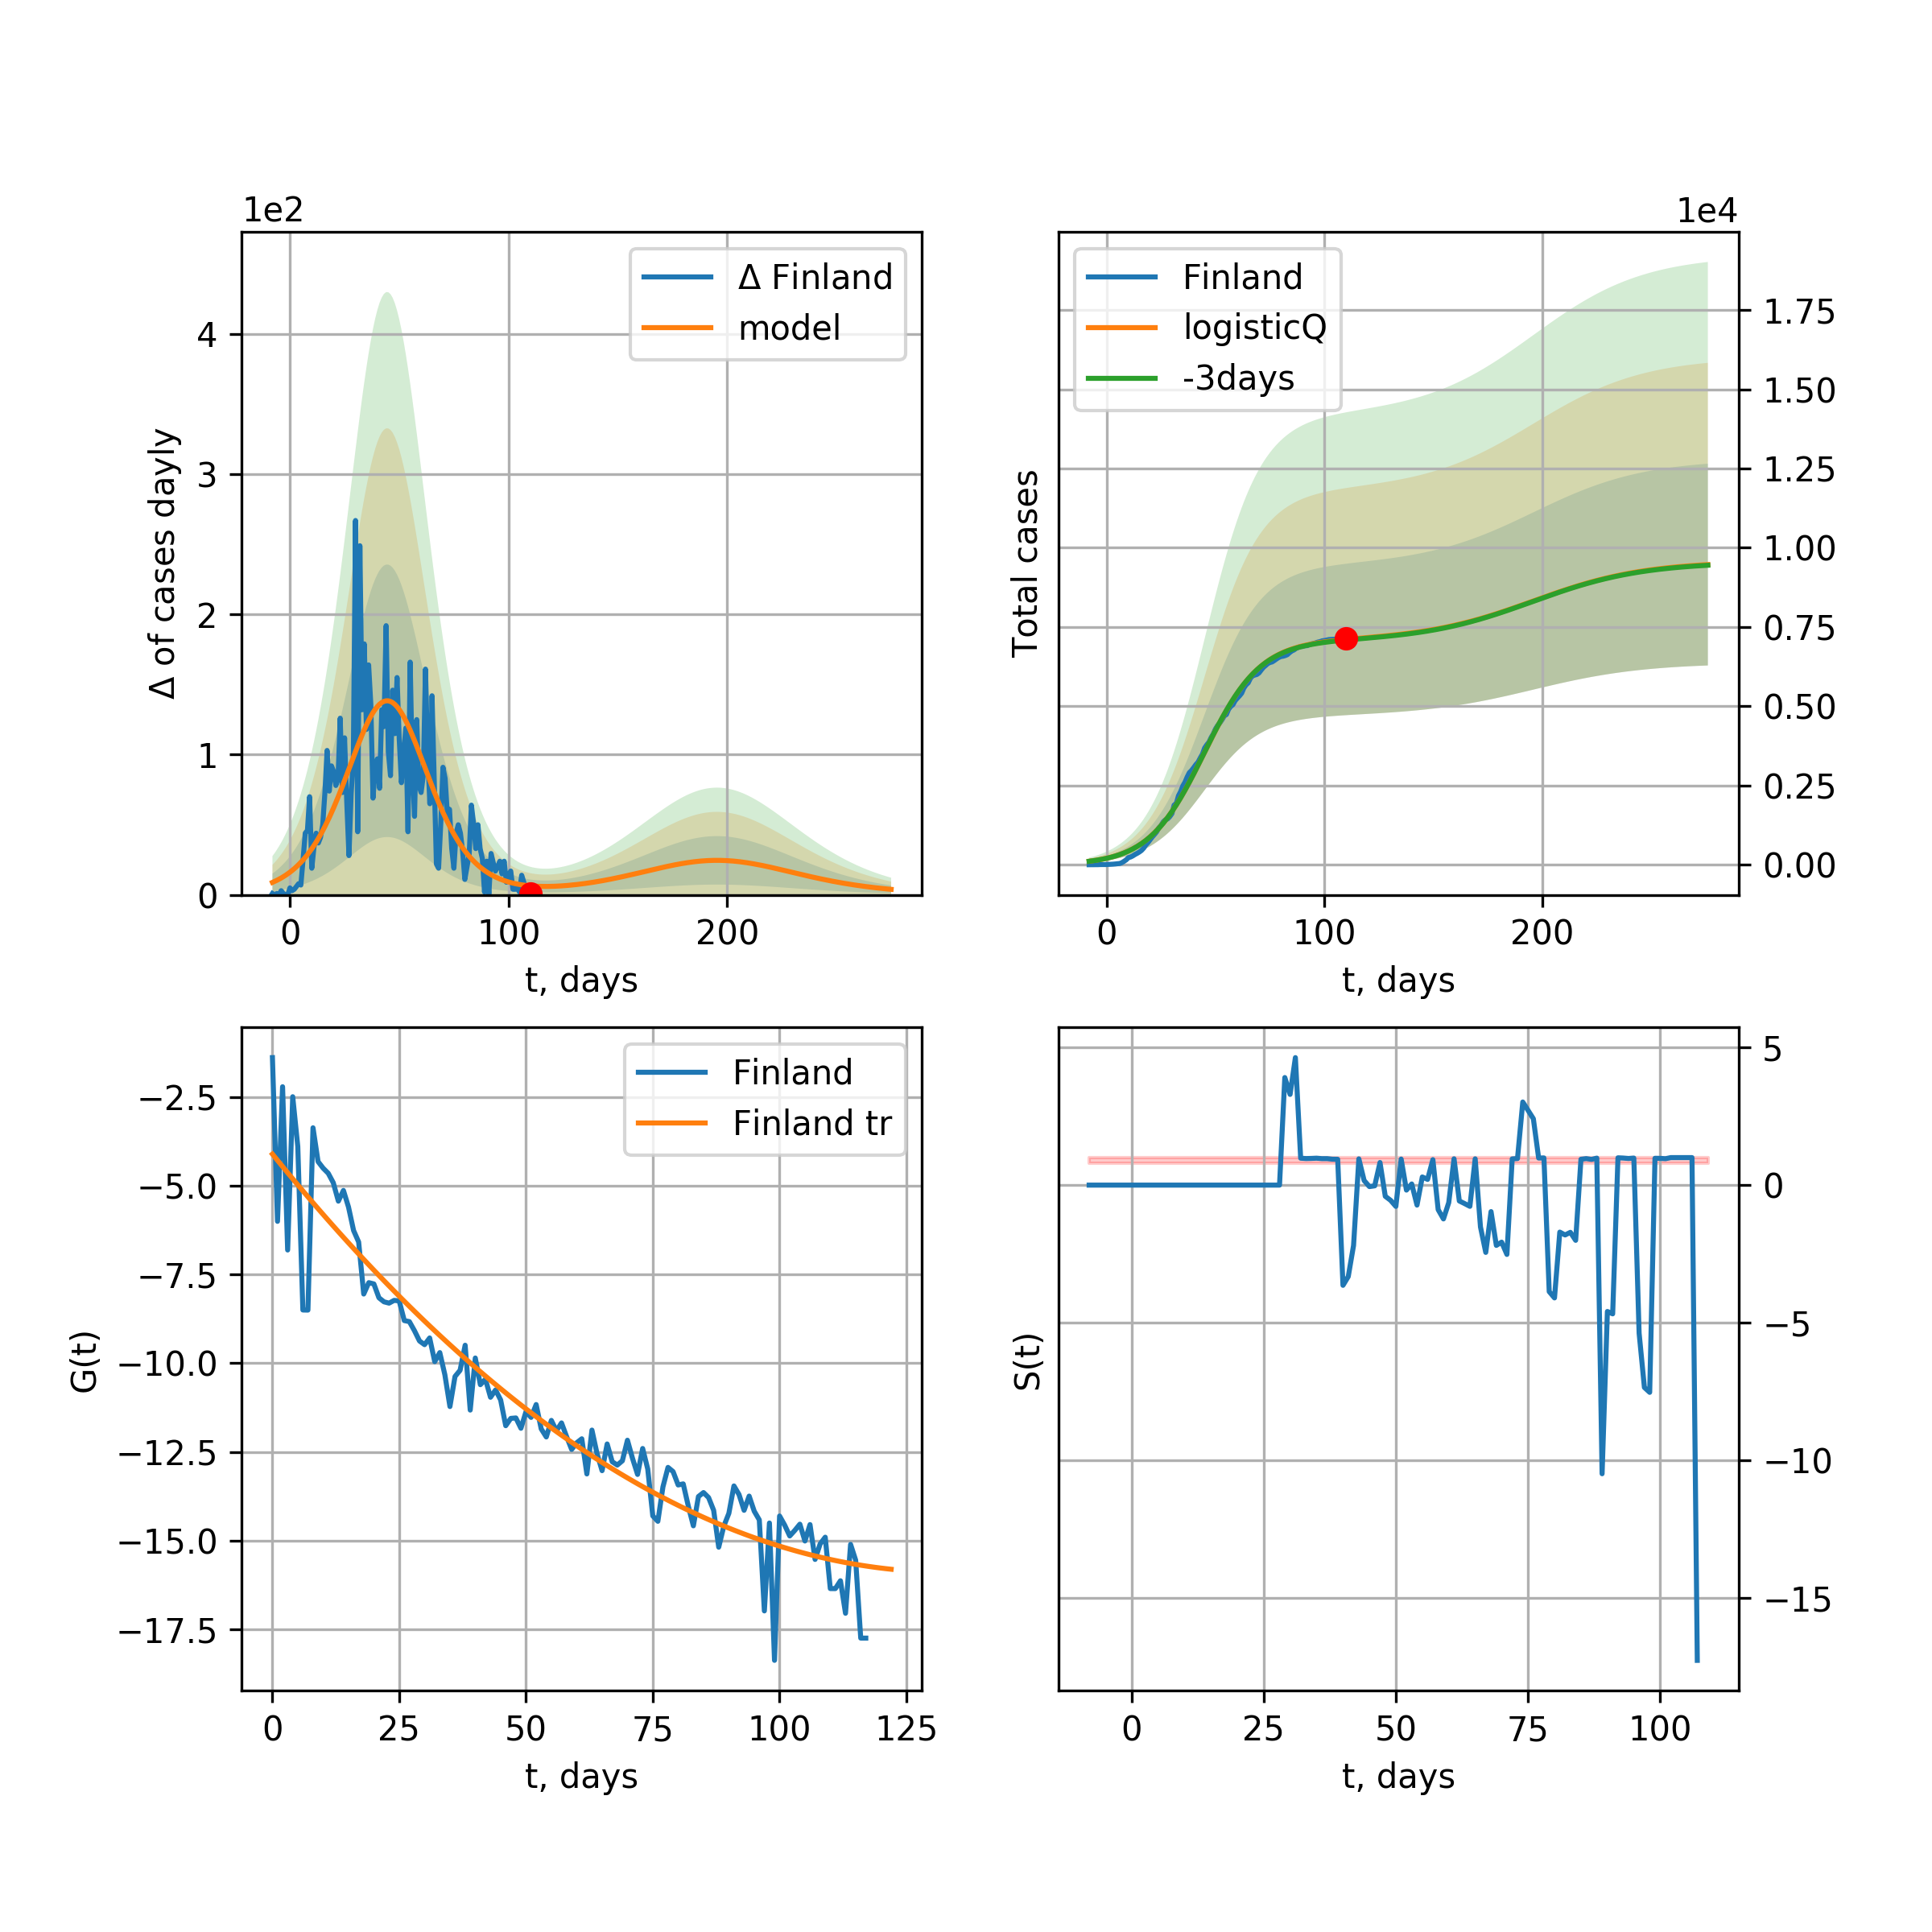 1e2
Δ Finland
model
4
3
2
1
0
Δ of cases dayly
0 100 200
t, days
1e4
Finland
logisticQ
-3days
1.75
1.50
1.25
1.00
0.75
0.50
0.25
0.00
Total cases
0 100 200
t, days
Finland
Finland tr
−2.5
−5.0
−7.5
−10.0
−12.5
−15.0
−17.5
G(t)
0 25 50 75 100 125
t, days
5
0
−5
−10
−15
S(t)
0 25 50 75 100
t, days